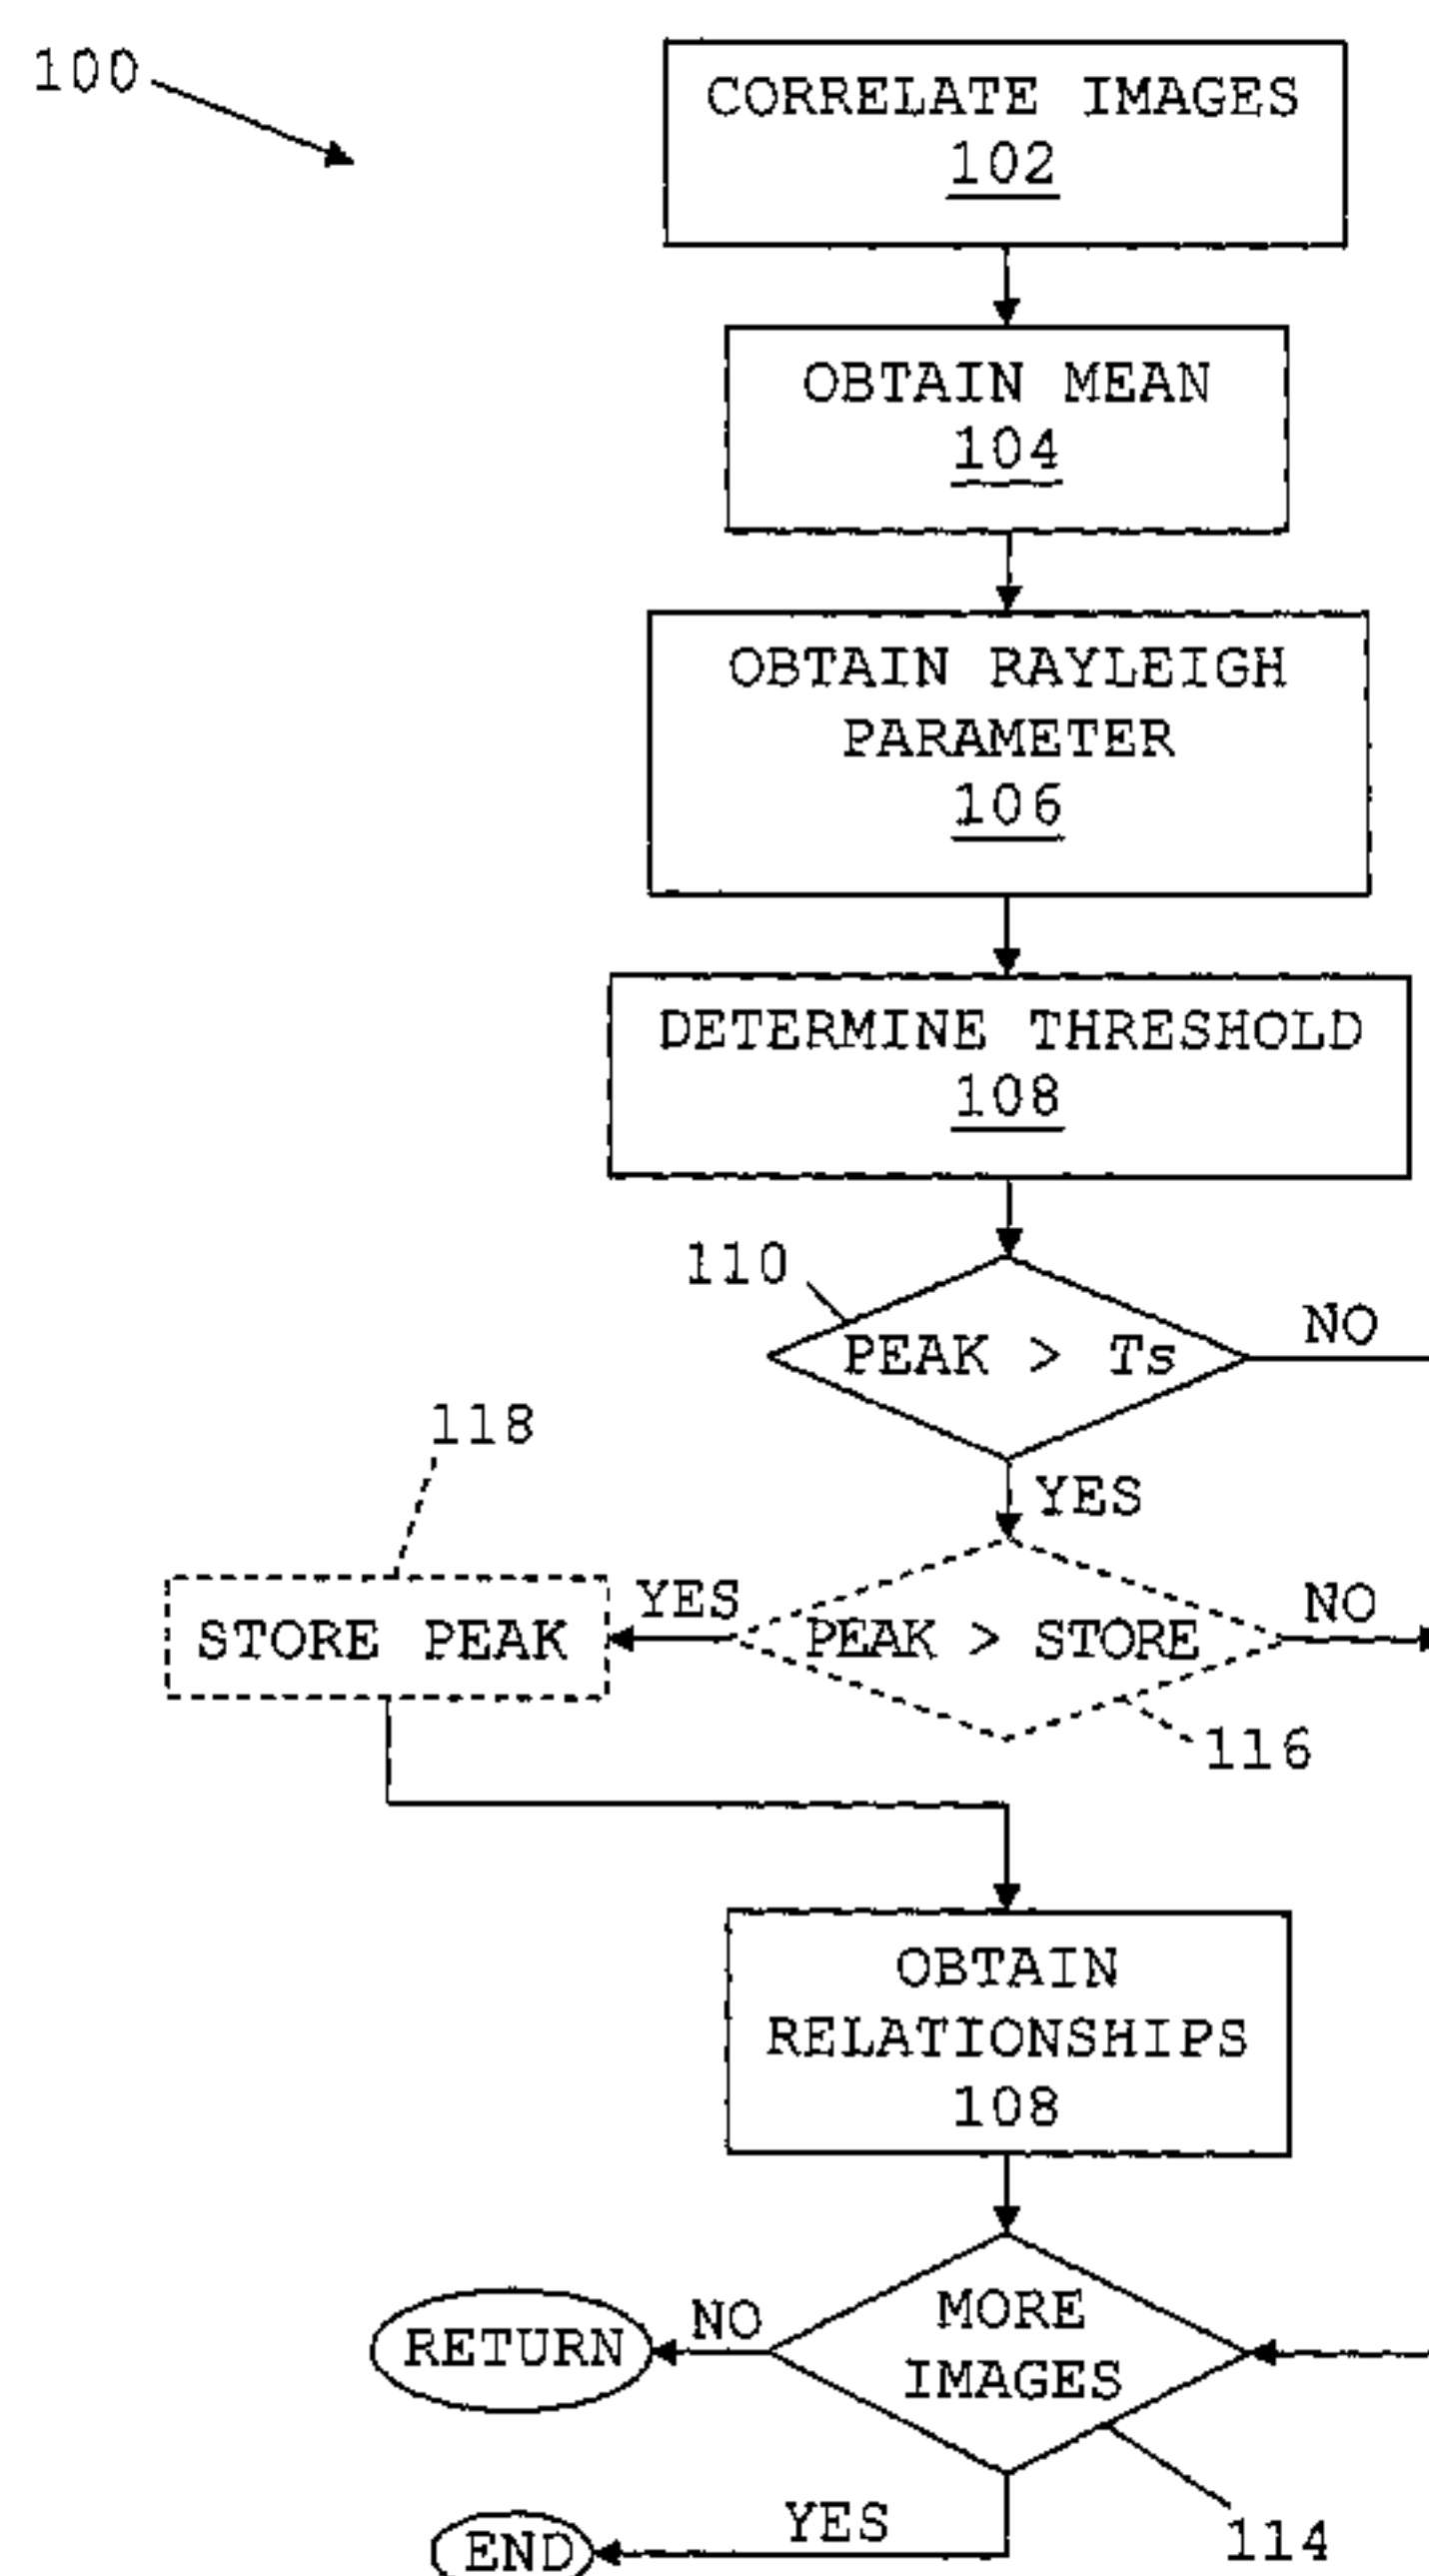 100
CORRELATE IMAGES
102
OBTAIN MEAN
104
OBTAIN RAYLEIGH
PARAMETER
106
DETERMINE THRESHOLD
108
110
PEAK > Ts
NO
YES
118
STORE PEAK
YES
PEAK > STORE
NO
116
OBTAIN
RELATIONSHIPS
108
RETURN
NO
MORE
IMAGES
END
YES
114